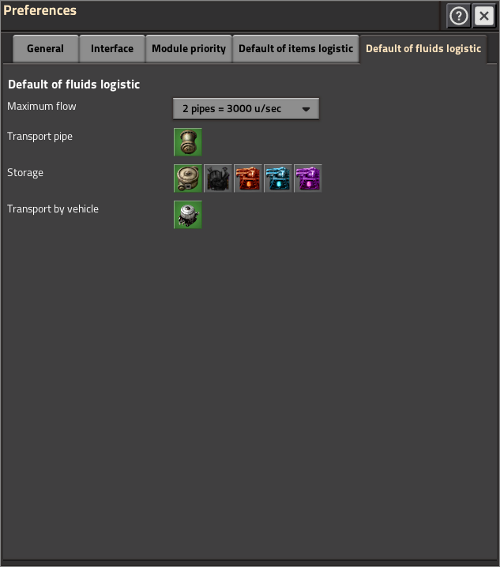 Preferences
?
General Interface Module priority Default of items logistic Default of fluids logistic
Default of fluids logistic
Maximum flow 2 pipes = 3000 u/sec
Transport pipe
Storage
Transport by vehicle